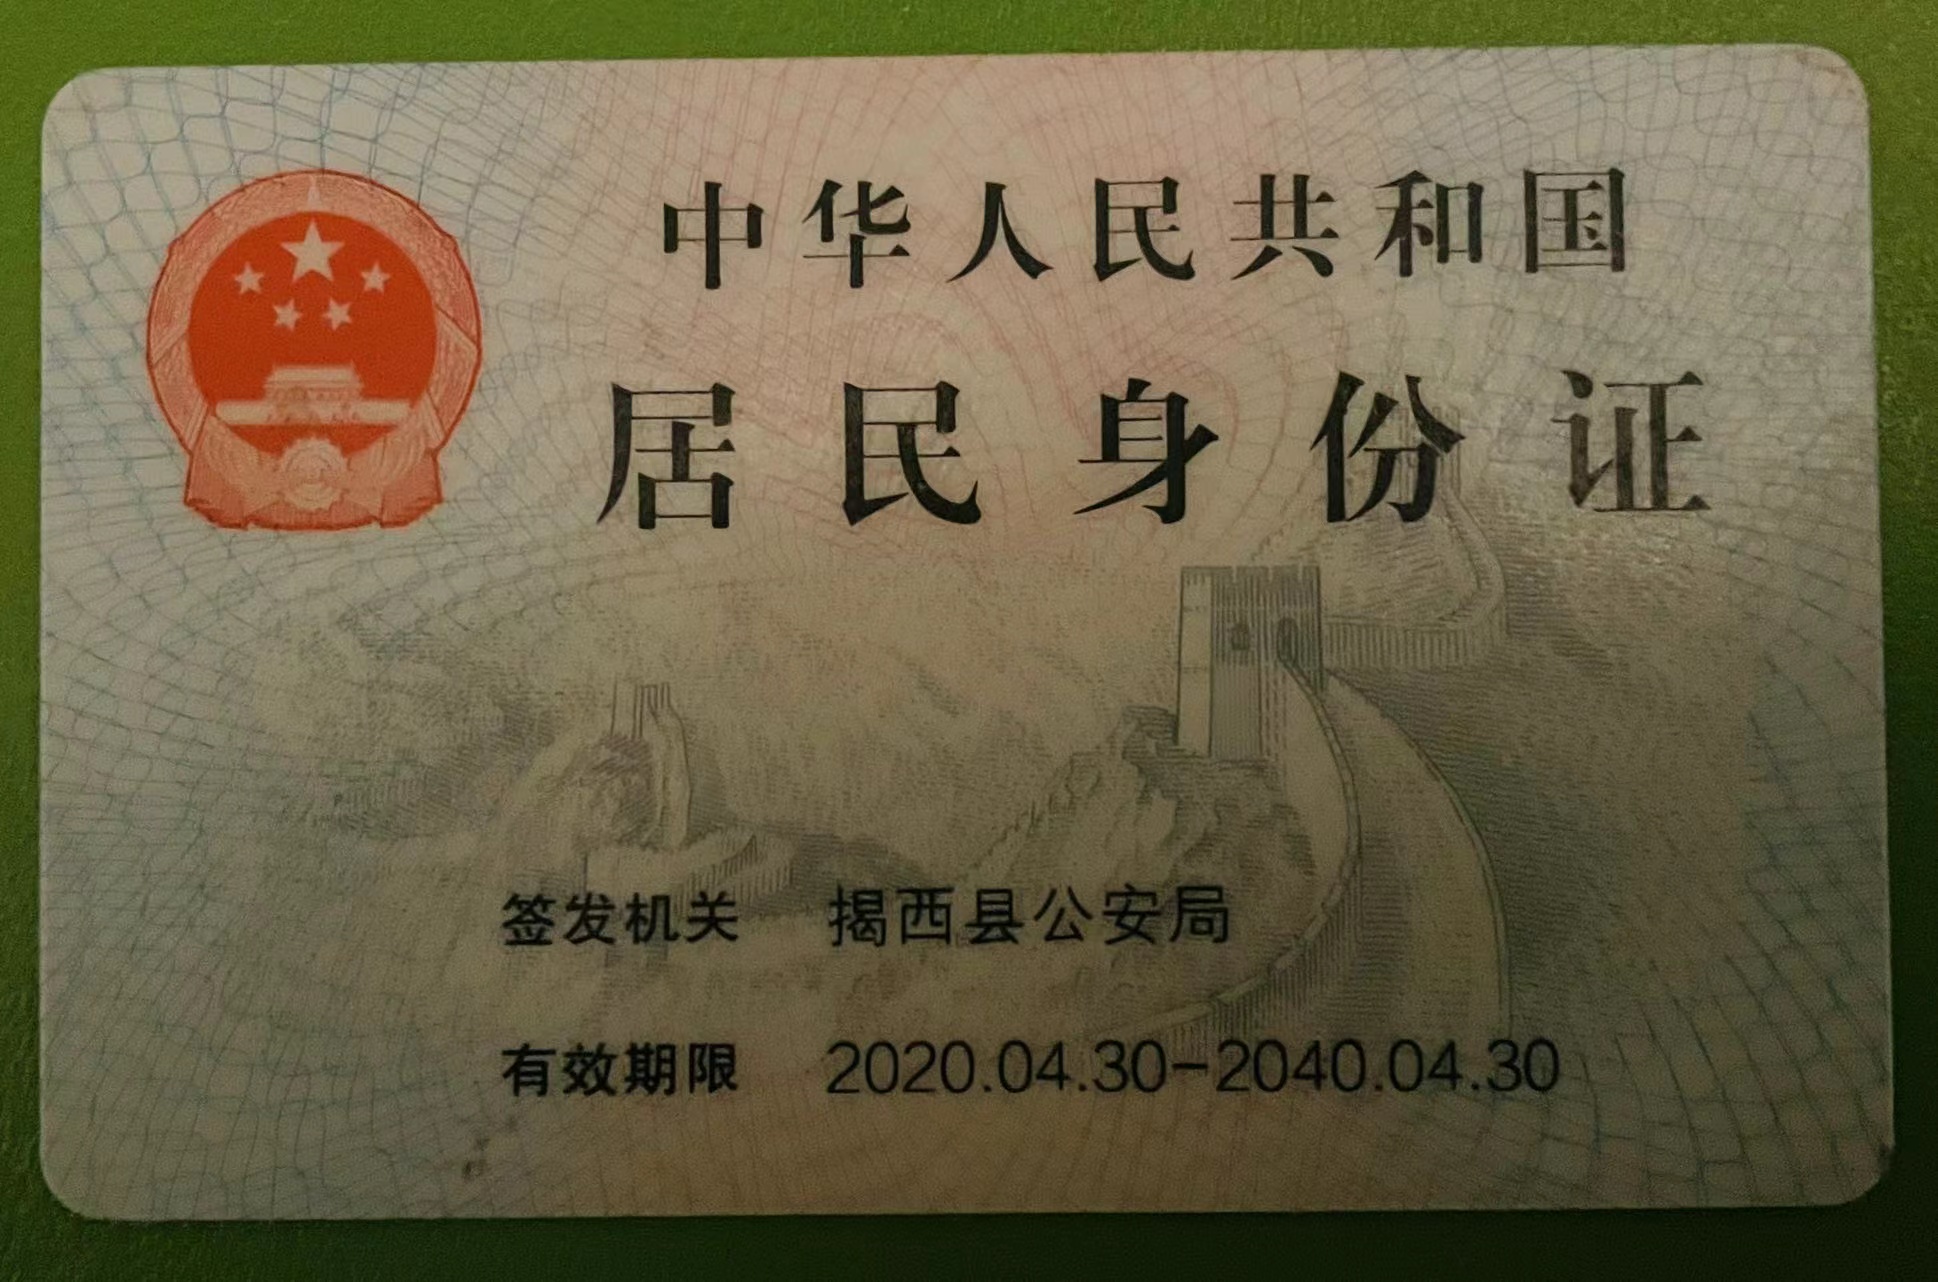 中华人民共和国
居民身份证
签发机关 揭西县公安局
有效期限 2020.04.30-2040.04.30